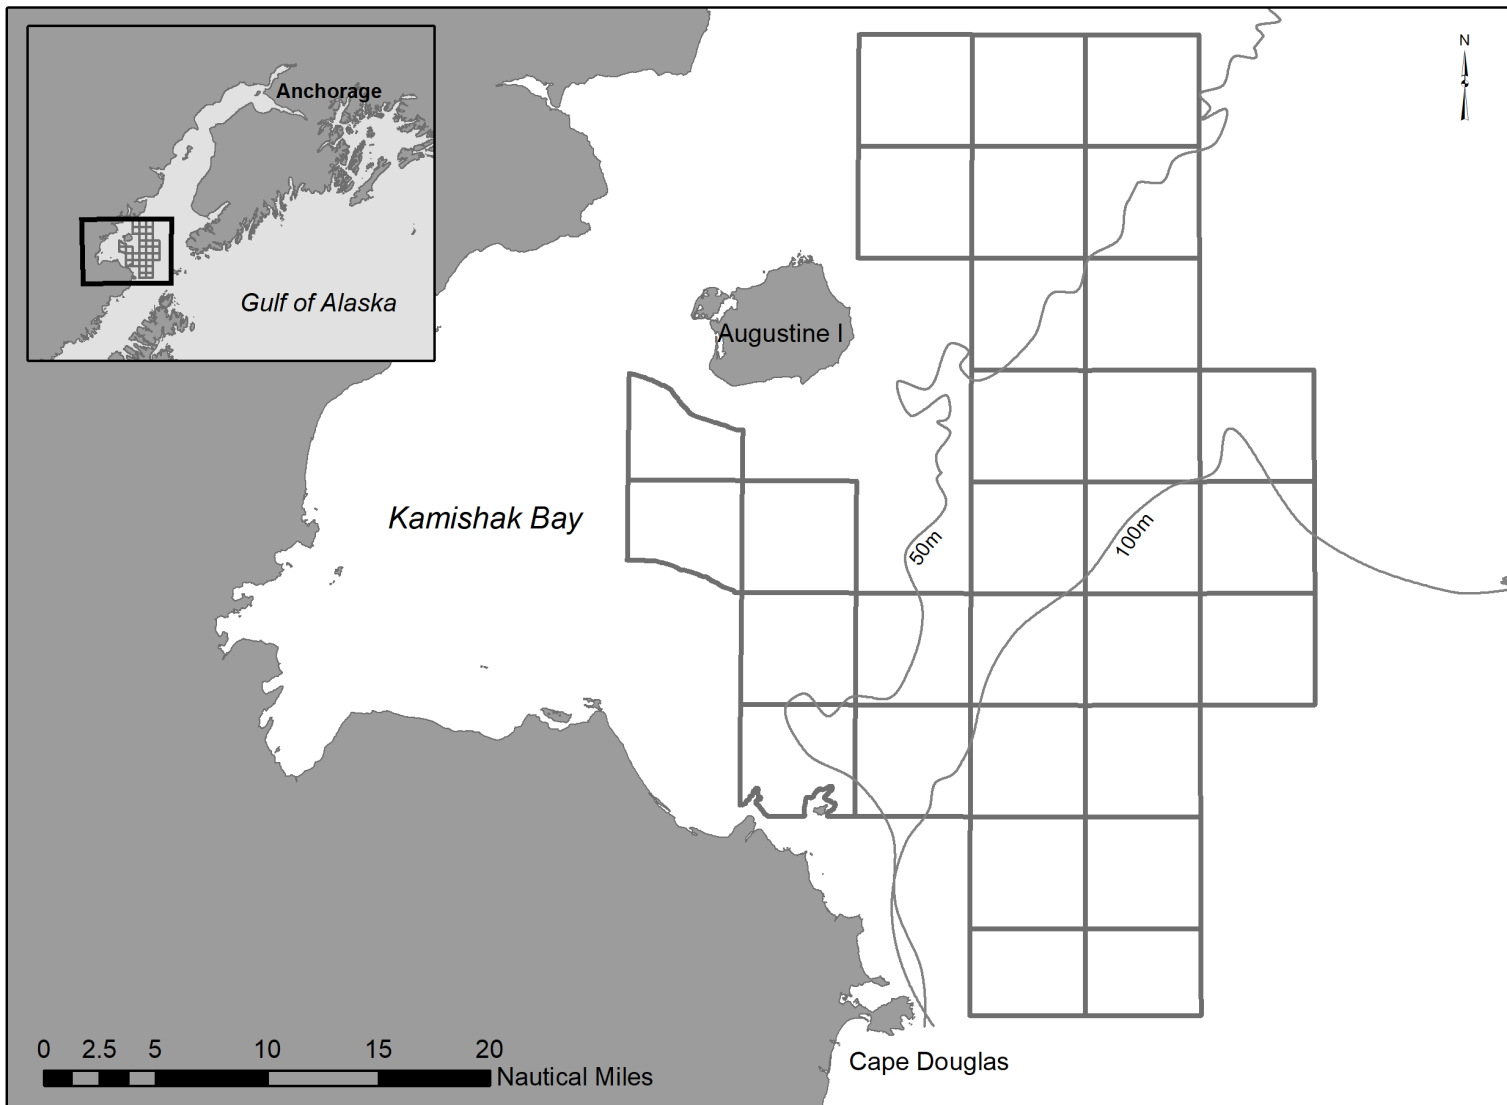 N
Anchorage
Gulf of Alaska
Augustine I
Kamishak Bay
50m
100m
0 2.5 5 10 15 20
Nautical Miles
Cape Douglas